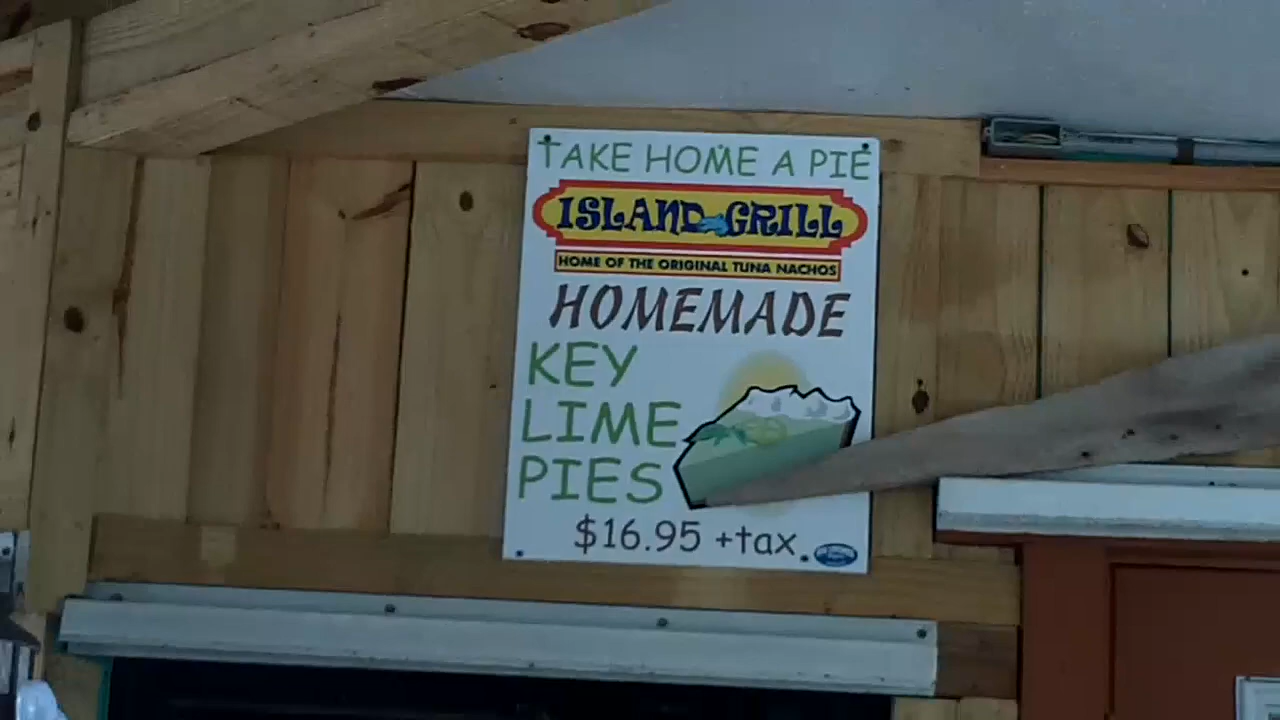 TAKE HOME A PIE
ISLAND GRILL
HOME OF THE ORIGINAL TUNA NACHOS
HOMEMADE
KEY
LIME
PIES
$16.95 +tax